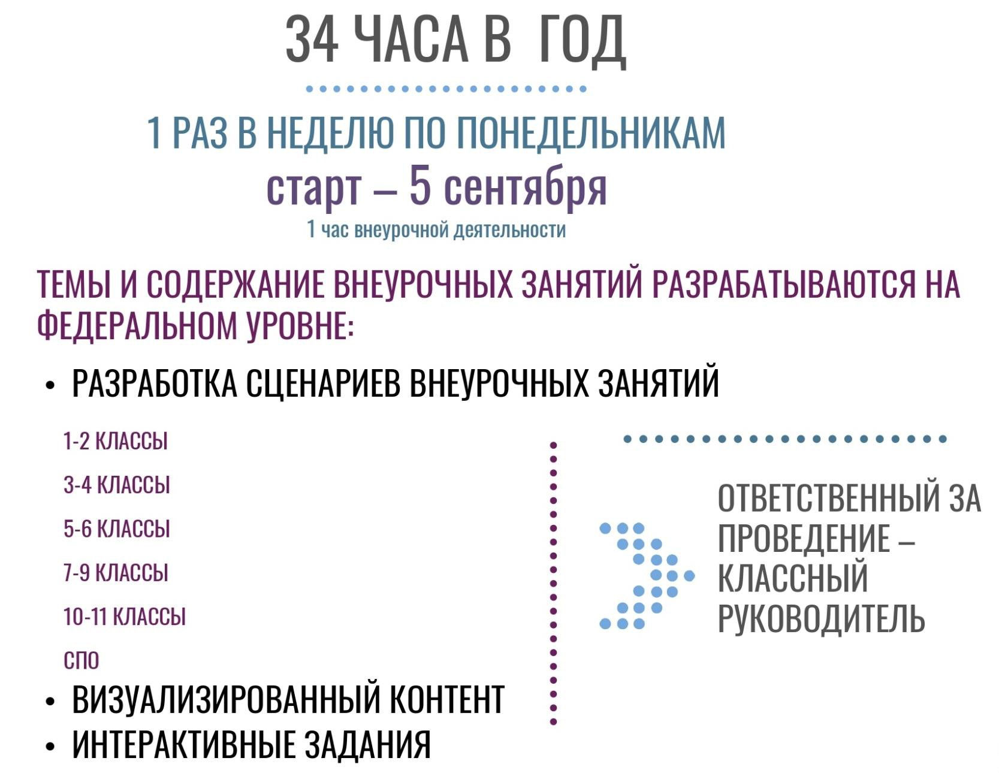 34 ЧАСА В ГОД
1 РАЗ В НЕДЕЛЮ ПО ПОНЕДЕЛЬНИКАМ
старт – 5 сентября
1 час внеурочной деятельности
ТЕМЫ И СОДЕРЖАНИЕ ВНЕУРОЧНЫХ ЗАНЯТИЙ РАЗРАБАТЫВАЮТСЯ НА
ФЕДЕРАЛЬНОМ УРОВНЕ:
• РАЗРАБОТКА СЦЕНАРИЕВ ВНЕУРОЧНЫХ ЗАНЯТИЙ
1-2 КЛАССЫ
3-4 КЛАССЫ
5-6 КЛАССЫ
7-9 КЛАССЫ
10-11 КЛАССЫ
СПО
• ВИЗУАЛИЗИРОВАННЫЙ КОНТЕНТ
• ИНТЕРАКТИВНЫЕ ЗАДАНИЯ
ОТВЕТСТВЕННЫЙ ЗА
ПРОВЕДЕНИЕ –
КЛАССНЫЙ
РУКОВОДИТЕЛЬ